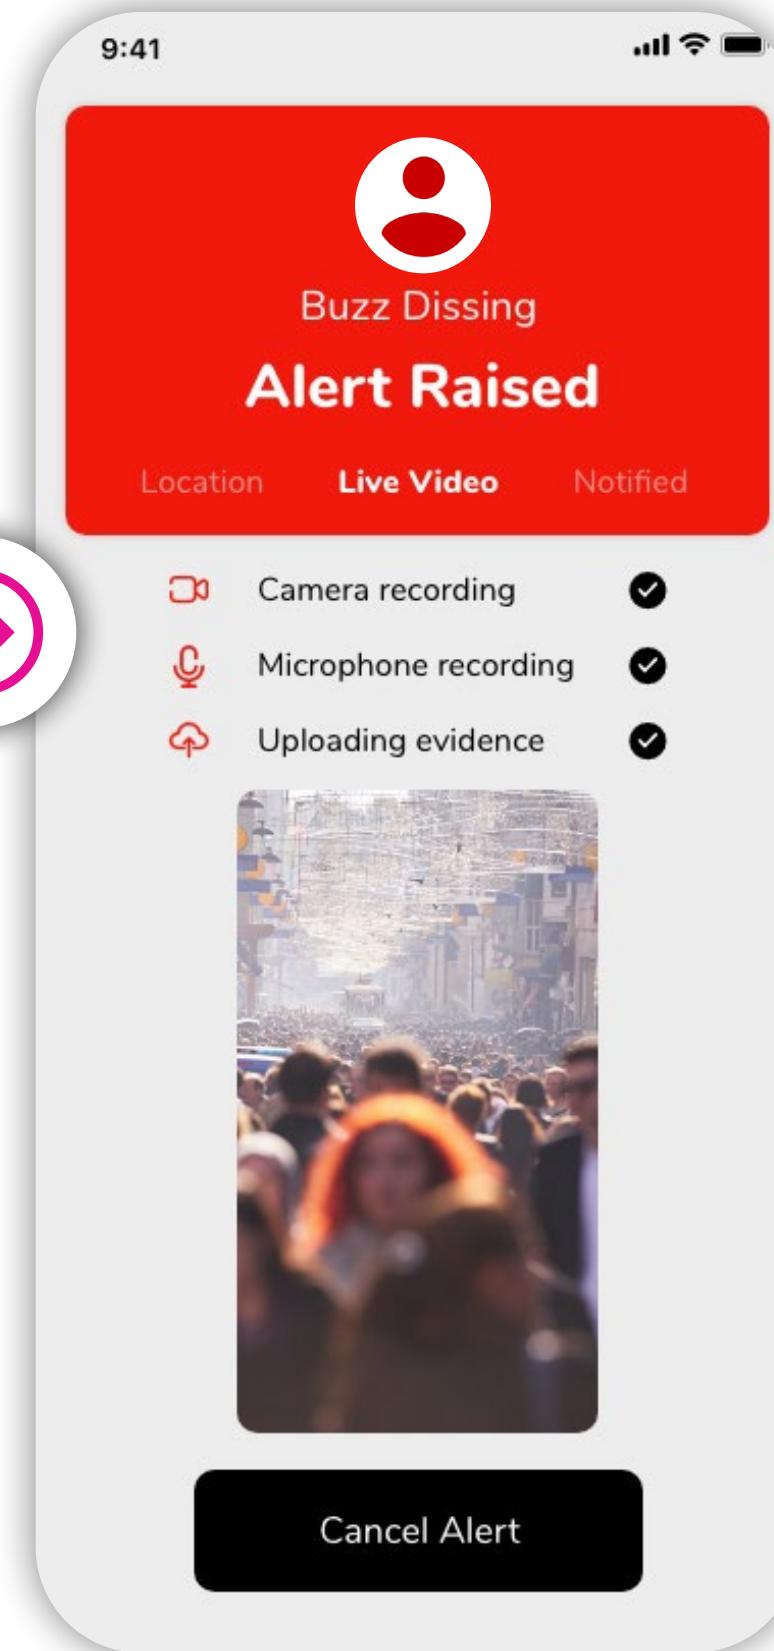 9:41
Buzz Dissing
Alert Raised
Location Live Video Notified
Camera recording
Microphone recording
Uploading evidence
Cancel Alert